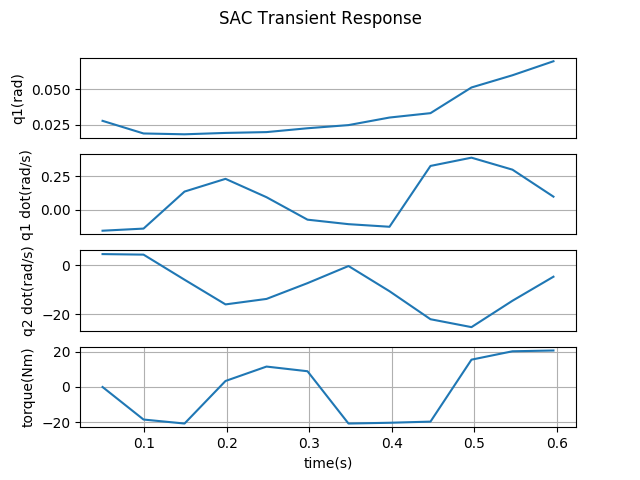 SAC Transient Response
q1(rad)
0.050
0.025
q1 dot(rad/s)
0.25
0.00
q2 dot(rad/s)
0
−20
torque(Nm)
20
0
−20
0.1 0.2 0.3 0.4 0.5 0.6
time(s)